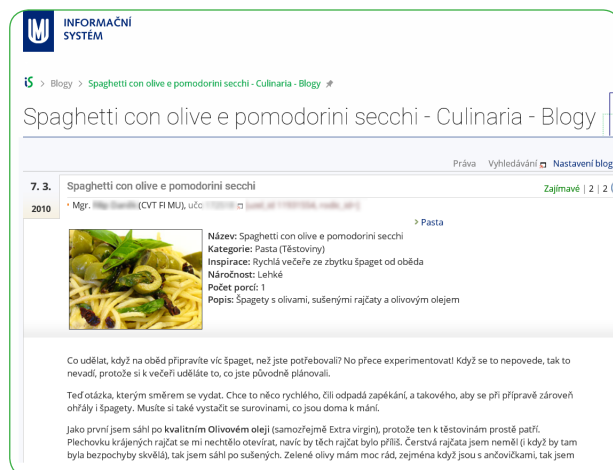 INFORMAČNÍ
SYSTÉM
Blogy > Spaghetti con olive e pomodorini secchi - Culinaria - Blogy
Spaghetti con olive e pomodorini secchi - Culinaria - Blogy
Práva Vyhledávání Nastavení blog
7. 3. Spaghetti con olive e pomodorini secchi Zajímavé | 2 | 2
2010 Mgr. (CVT FI MU), učo
> Pasta
Název: Spaghetti con olive e pomodorini secchi
Kategorie: Pasta (Těstoviny)
Inspirace: Rychlá večeře ze zbytku špaget od oběda
Náročnost: Lehké
Počet porcí: 1
Popis: Špagety s olivami, sušenými rajčaty a olivovým olejem
Co udělat, když na oběd připravíte víc špaget, než jste potřebovali? No přece experimentovat! Když se to nepovede, tak to
nevadí, protože si k večeři uděláte to, co jste původně plánovali.
Teď otázka, kterým směrem se vydat. Chce to něco rychlého, čili odpadá zapékání, a takového, aby se při přípravě zároveň
ohřály i špagety. Musíte si také vystačit se surovinami, co jsou doma k mání.
Jako první jsem sáhl po kvalitním Olivovém oleji (samozřejmě Extra virgin), protože ten k těstovinám prostě patří.
Plechovku krájených rajčat se mi nechtělo otevírat, navíc by těch rajčat bylo příliš. Čerstvá rajčata jsem neměl (i když by tam
byla bezpochyby skvělá), tak jsem sáhl po sušených. Zelené olivy mám moc rád, zejména když jsou s ančovičkami, tak jsem